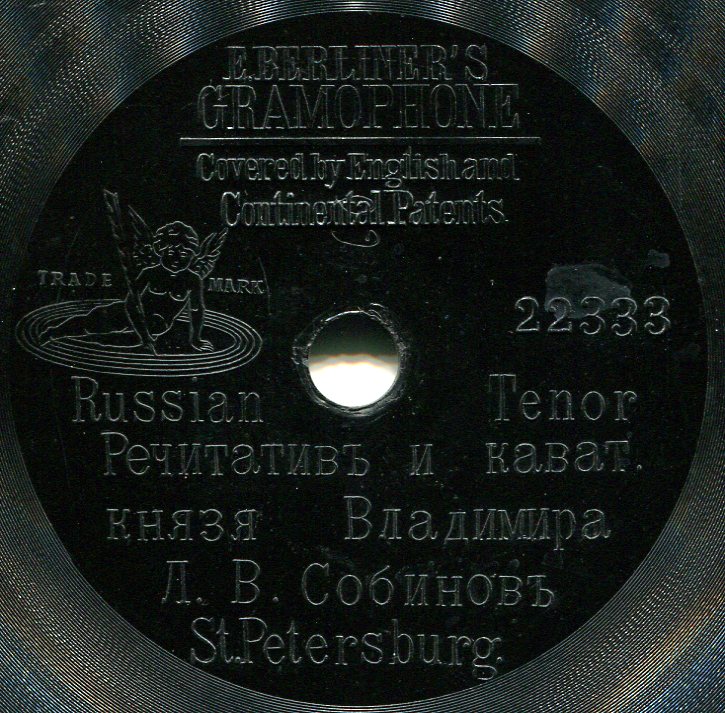 E. BERLINER'S
GRAMOPHONE
Covered by English and
Continental Patents.
TRADE MARK
22333
Russian Tenor
Речитативъ и кават.
князя Владимира
Л. В. Собиновъ
St. Petersburg.